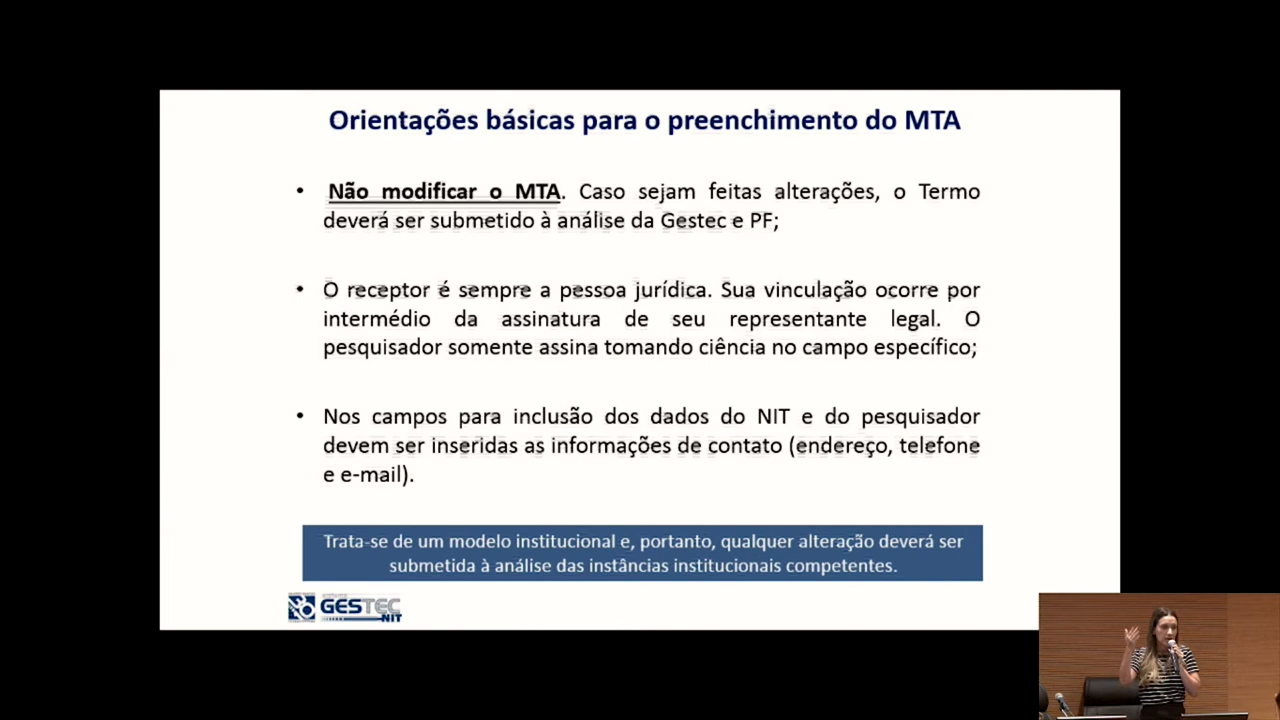 Orientações básicas para o preenchimento do MTA
• Não modificar o MTA. Caso sejam feitas alterações, o Termo
deverá ser submetido à análise da Gestec e PF;
• O receptor é sempre a pessoa jurídica. Sua vinculação ocorre por
intermédio da assinatura de seu representante legal. O
pesquisador somente assina tomando ciência no campo específico;
• Nos campos para inclusão dos dados do NIT e do pesquisador
devem ser inseridas as informações de contato (endereço, telefone
e e-mail).
Trata-se de um modelo institucional e, portanto, qualquer alteração deverá ser
submetida à análise das instâncias institucionais competentes.
GESTEC
NIT